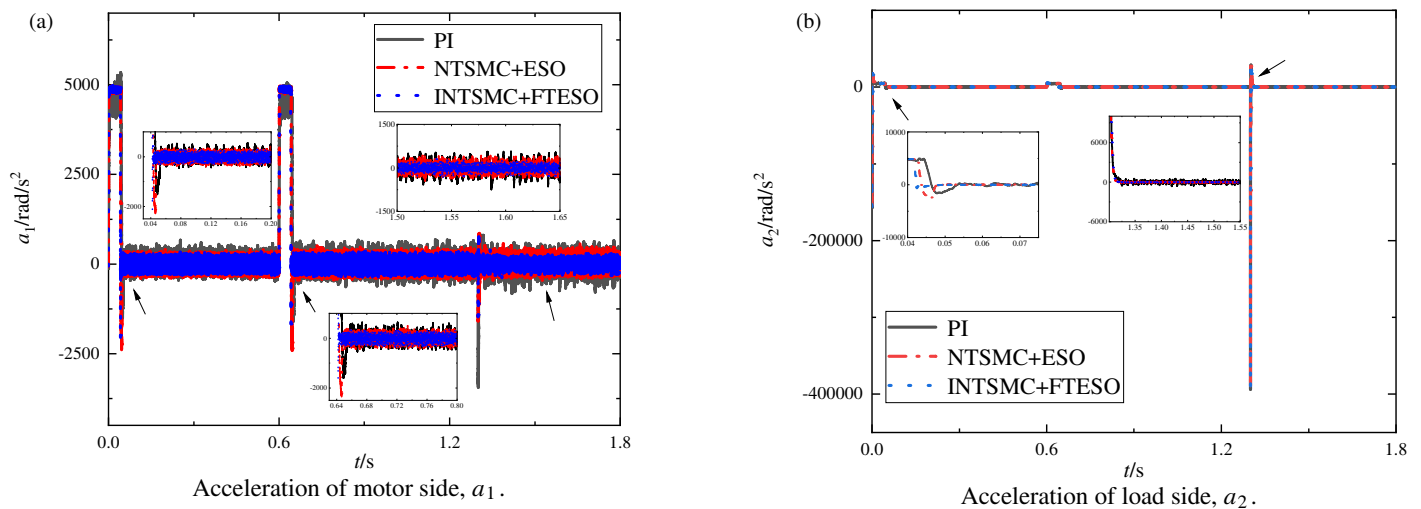 (a)
PI
NTSMC+ESO
INTSMC+FTESO
5000
2500
0
-2500
a1/rad/s²
0
-2000
0.04 0.08 0.12 0.16 0.20
1500
0
-1500
1.50 1.55 1.60 1.65
0
-2000
0.64 0.68 0.72 0.76 0.80
0.0 0.6 1.2 1.8
t/s
Acceleration of motor side, a1.
(b)
0
-200000
-400000
a2/rad/s²
10000
0
-10000
0.04 0.05 0.06 0.07
6000
0
-6000
1.35 1.40 1.45 1.50 1.55
PI
NTSMC+ESO
INTSMC+FTESO
0.0 0.6 1.2 1.8
t/s
Acceleration of load side, a2.